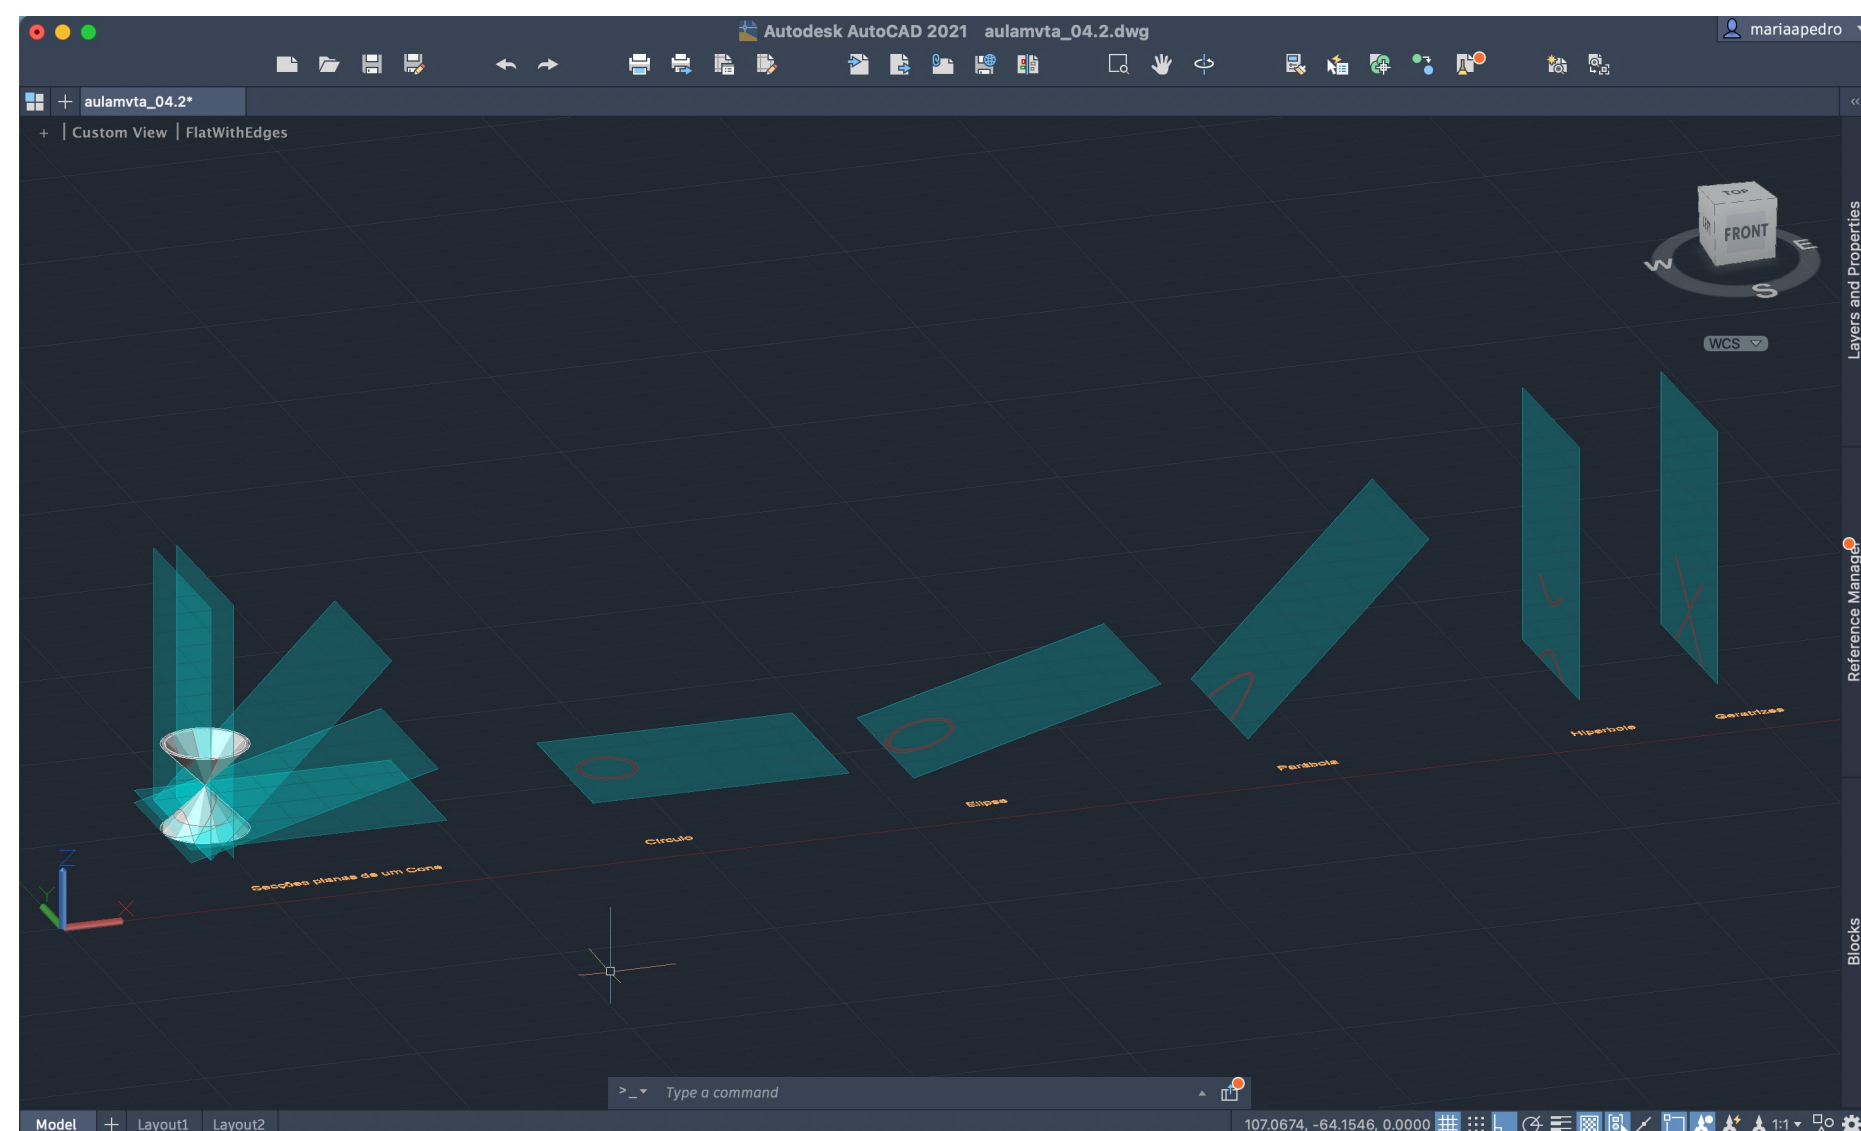 Autodesk AutoCAD 2021 aulamvta_04.2.dwg
mariaapedro
aulamvta_04.2*
+ | Custom View | FlatWithEdges
TOP
FRONT
W
S
E
WCS
Layers and Properties
Reference Manager
Blocks
Geratrizes
Hiperbole
Parábola
Elipse
Círculo
Secções planas de um Cone
Z
Y
X
>_ Type a command
Model + Layout1 Layout2
107.0674, -64.1546, 0.0000
1:1